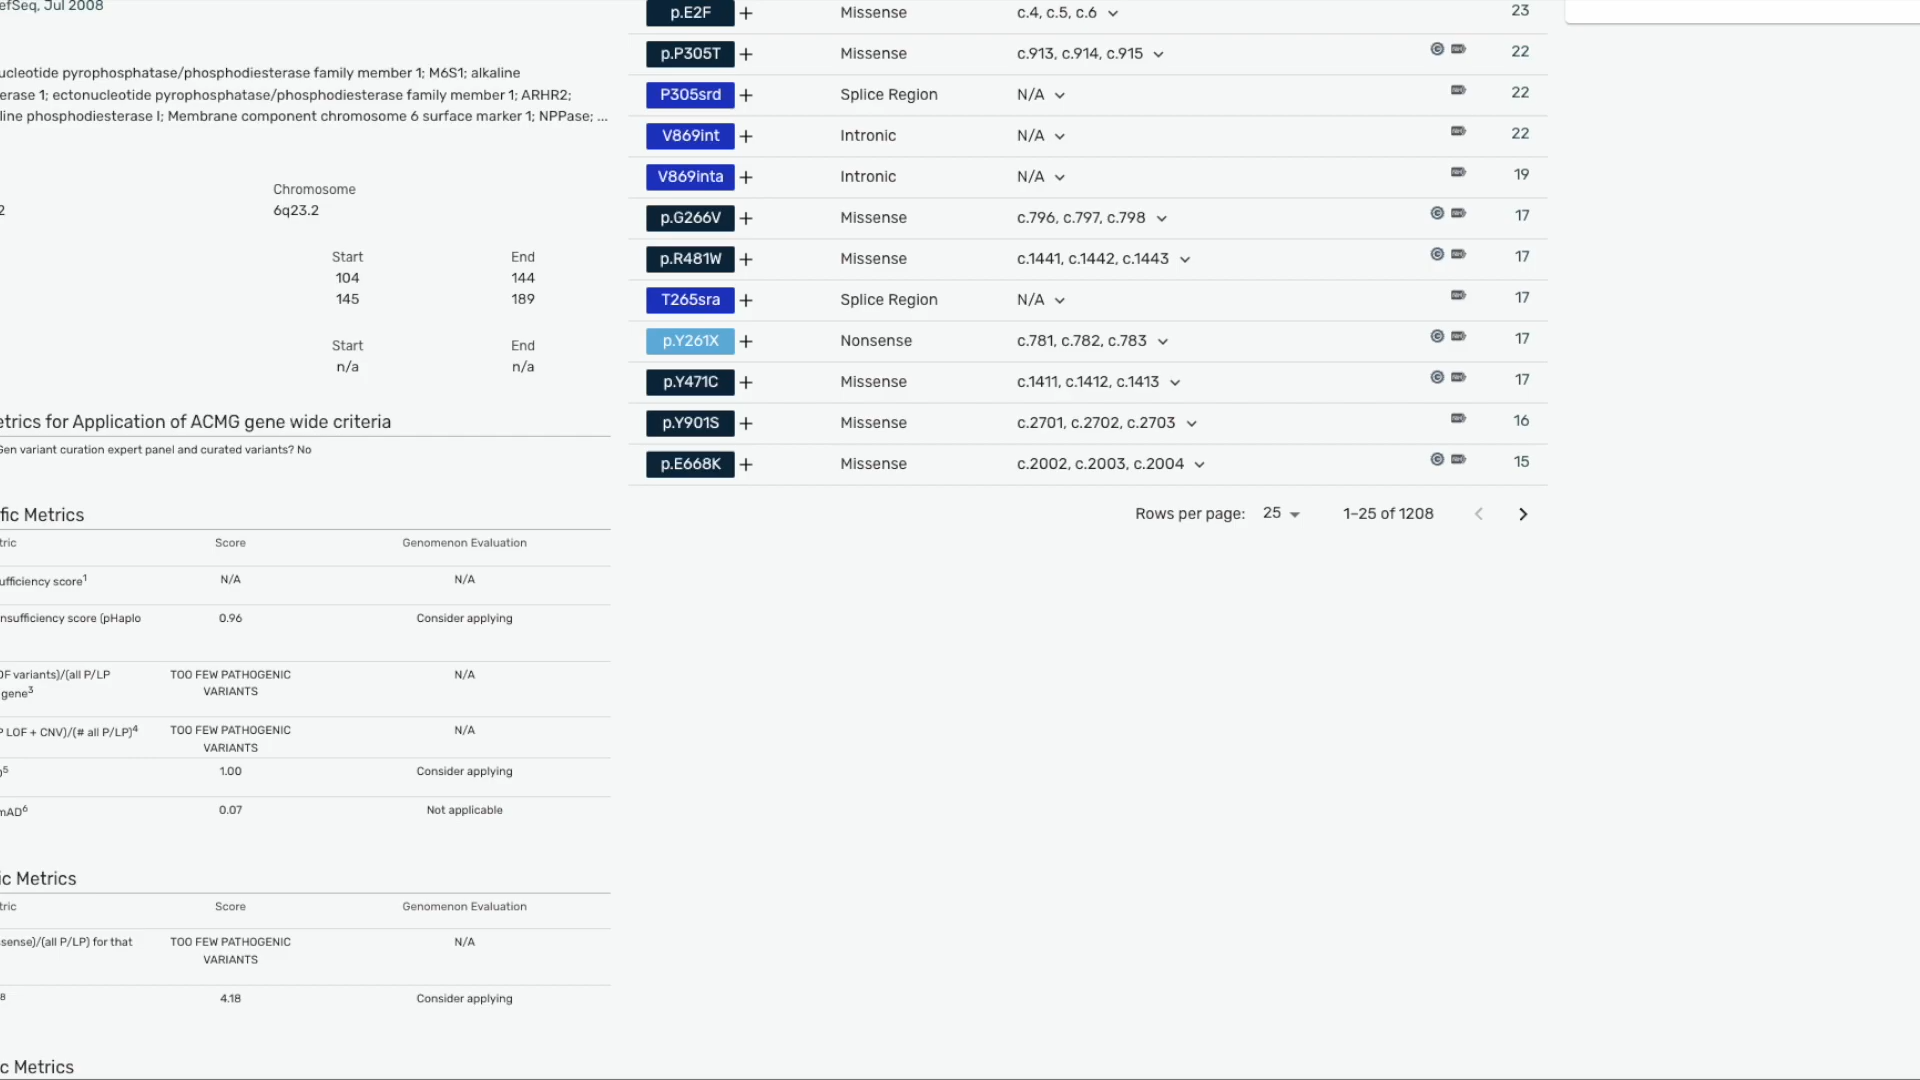 efSeq, Jul 2008
ucleotide pyrophosphatase/phosphodiesterase family member 1; M6S1; alkaline
erase 1; ectonucleotide pyrophosphatase/phosphodiesterase family member 1; ARHR2;
line phosphodiesterase I; Membrane component chromosome 6 surface marker 1; NPPase; ...
Chromosome
2 6q23.2
Start End
104 144
145 189
Start End
n/a n/a
etrics for Application of ACMG gene wide criteria
Gen variant curation expert panel and curated variants? No
fic Metrics
tric Score Genomenon Evaluation
ufficiency score1 N/A N/A
nsufficiency score (pHaplo 0.96 Consider applying
OF variants)/(all P/LP TOO FEW PATHOGENIC N/A
gene3 VARIANTS
P LOF + CNV)/(# all P/LP)4 TOO FEW PATHOGENIC N/A
VARIANTS
5 1.00 Consider applying
mAD6 0.07 Not applicable
ic Metrics
tric Score Genomenon Evaluation
sense)/(all P/LP) for that TOO FEW PATHOGENIC N/A
VARIANTS
8 4.18 Consider applying
c Metrics
p.E2F + Missense c.4, c.5, c.6 23
p.P305T + Missense c.913, c.914, c.915 © 22
P305srd + Splice Region N/A 22
V869int + Intronic N/A 22
V869inta + Intronic N/A 19
p.G266V + Missense c.796, c.797, c.798 © 17
p.R481W + Missense c.1441, c.1442, c.1443 © 17
T265sra + Splice Region N/A 17
p.Y261X + Nonsense c.781, c.782, c.783 © 17
p.Y471C + Missense c.1411, c.1412, c.1413 © 17
p.Y901S + Missense c.2701, c.2702, c.2703 16
p.E668K + Missense c.2002, c.2003, c.2004 © 15
Rows per page: 25 1–25 of 1208